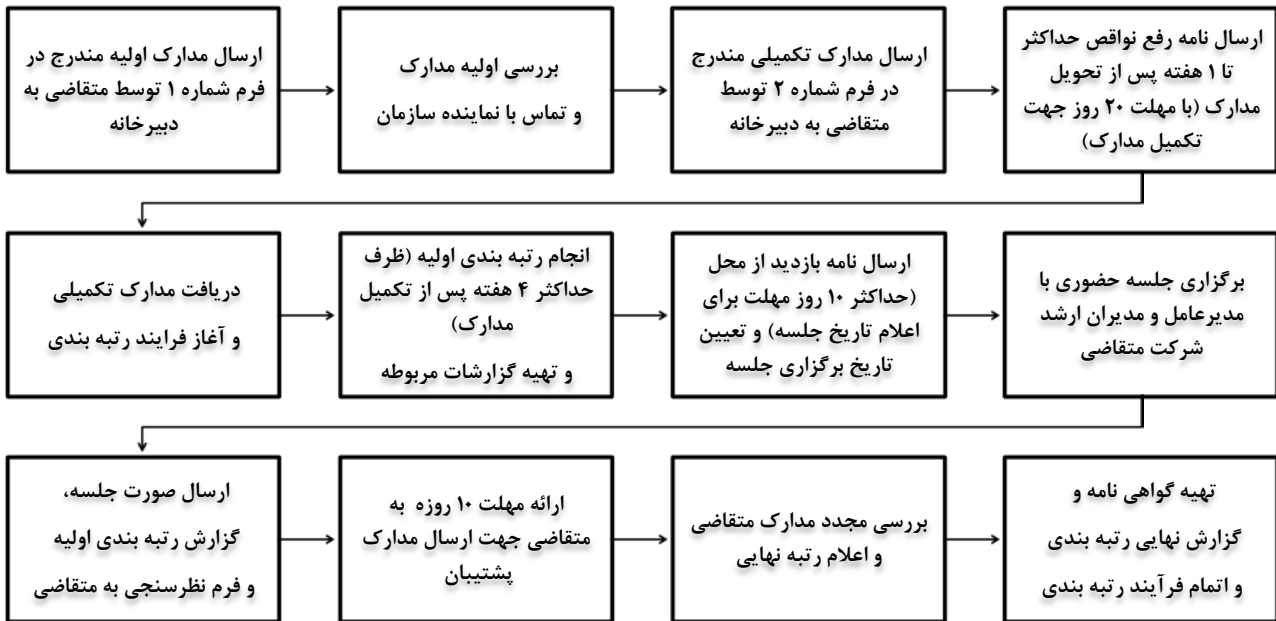 ارسال مدارک اولیه مندرج در
فرم شماره ۱ توسط متقاضی به
دبیرخانه
بررسی اولیه مدارک
و تماس با نماینده سازمان
ارسال مدارک تکمیلی مندرج
در فرم شماره ۲ توسط
متقاضی به دبیرخانه
ارسال نامه رفع نواقص حداکثر
تا ۱ هفته پس از تحویل
مدارک (با مهلت ۲۰ روز جهت
تکمیل مدارک)
دریافت مدارک تکمیلی
و آغاز فرایند رتبه بندی
انجام رتبه بندی اولیه (ظرف
حداکثر ۴ هفته پس از تکمیل
مدارک)
و تهیه گزارشات مربوطه
ارسال نامه بازدید از محل
(حداکثر ۱۰ روز مهلت برای
اعلام تاریخ جلسه) و تعیین
تاریخ برگزاری جلسه
برگزاری جلسه حضوری با
مدیرعامل و مدیران ارشد
شرکت متقاضی
ارسال صورت جلسه،
گزارش رتبه بندی اولیه
و فرم نظرسنجی به متقاضی
ارائه مهلت ۱۰ روزه به
متقاضی جهت ارسال مدارک
پشتیبان
بررسی مجدد مدارک متقاضی
و اعلام رتبه نهایی
تهیه گواهی نامه و
گزارش نهایی رتبه بندی
و اتمام فرآیند رتبه بندی